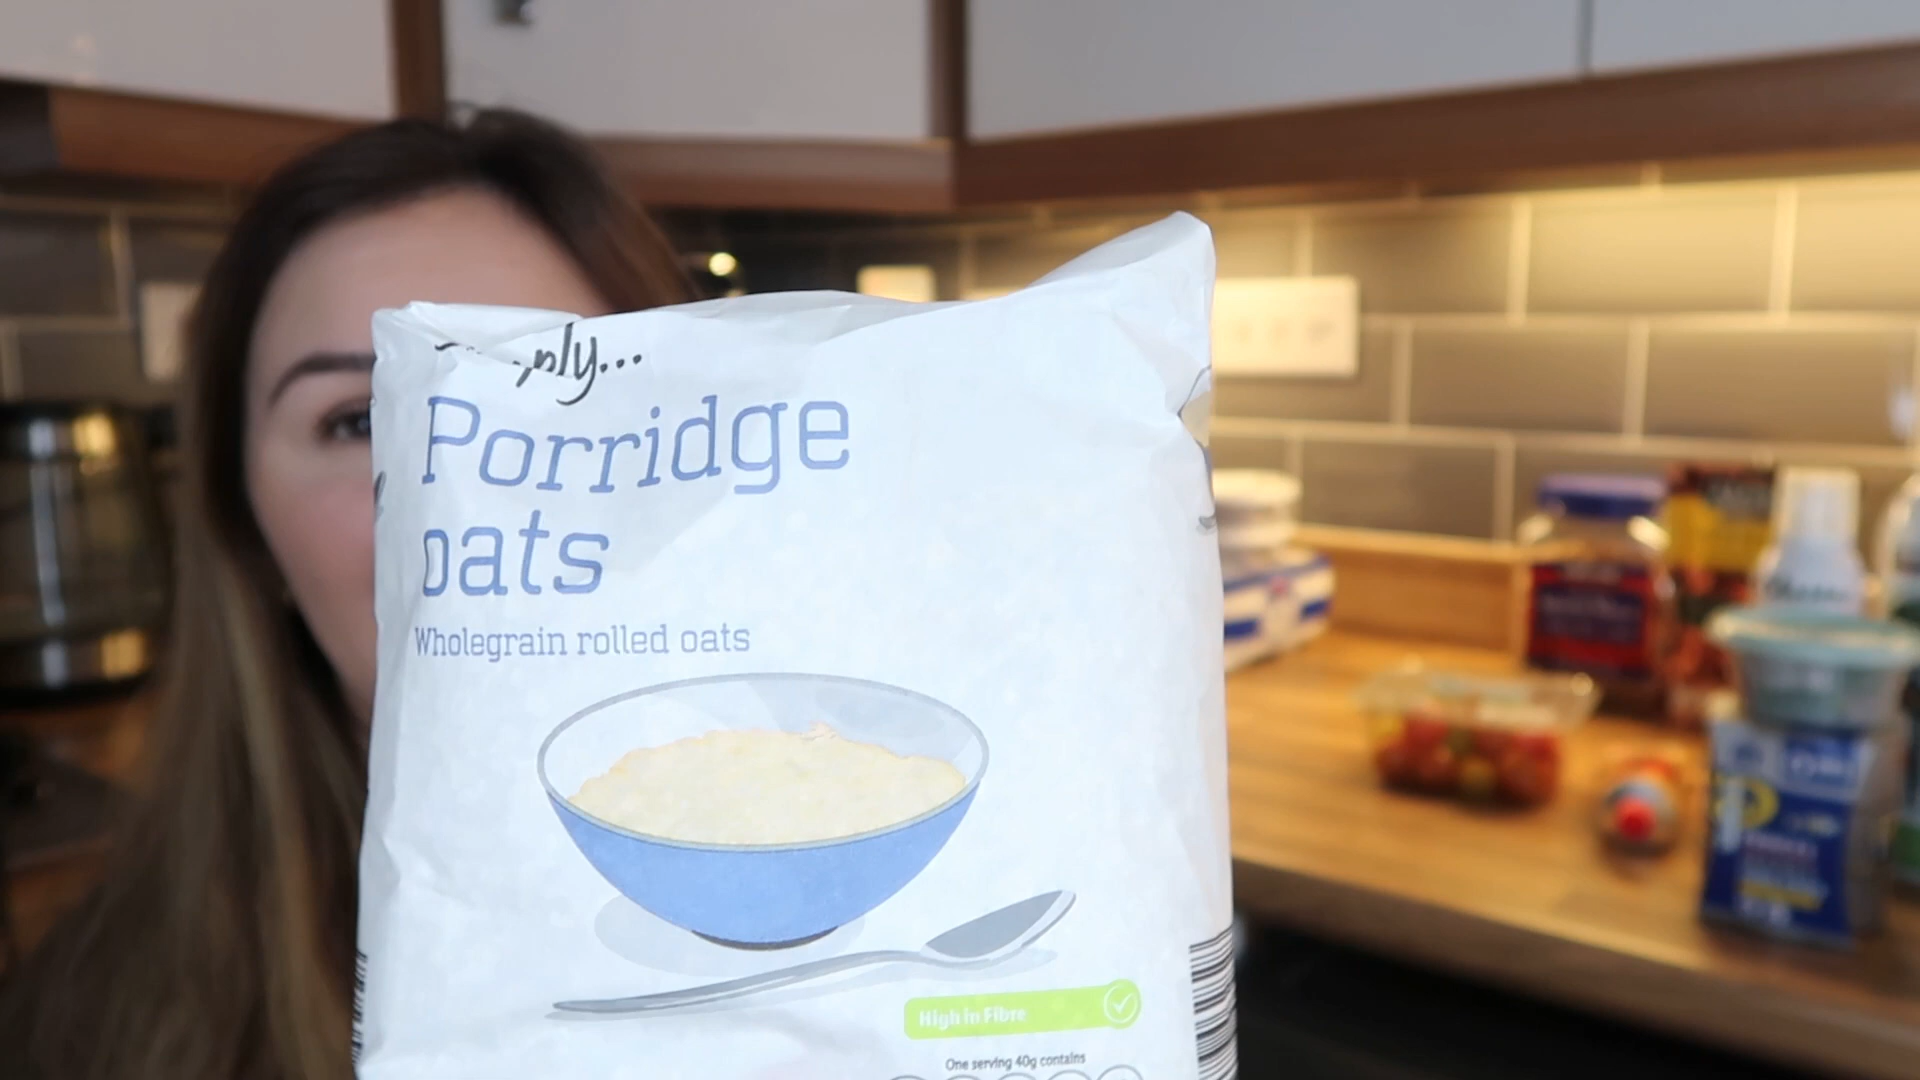 Porridge
oats
Wholegrain rolled oats
High in Fibre
One serving 40g contains